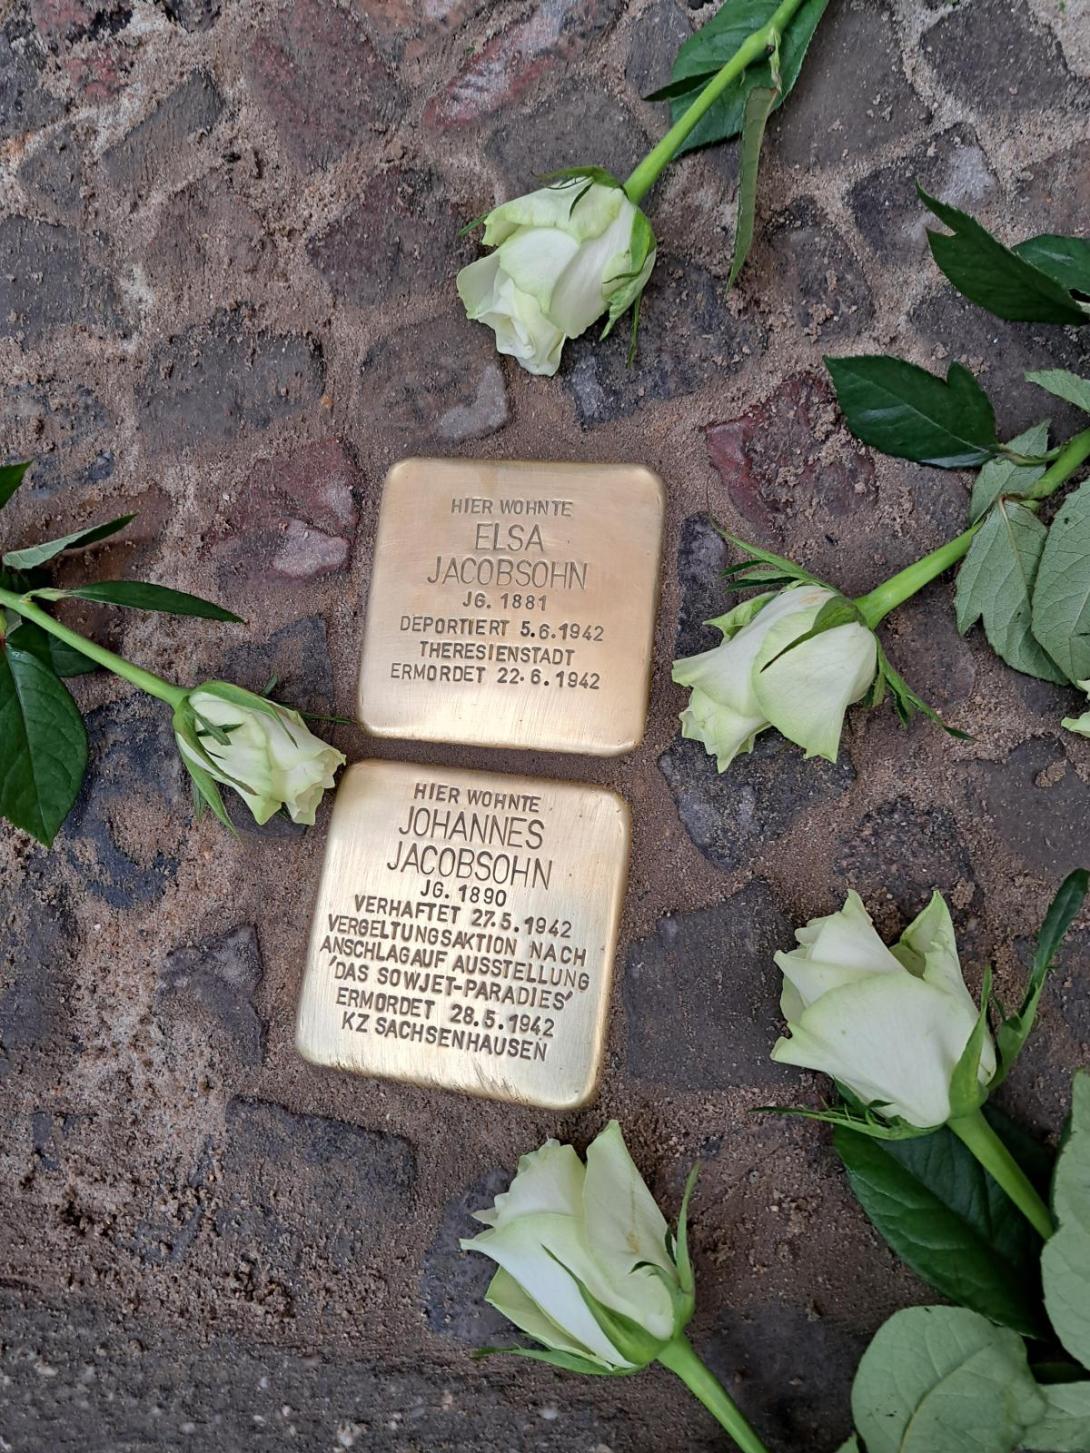 HIER WOHNTE
ELSA
JACOBSOHN
JG. 1881
DEPORTIERT 5.6.1942
THERESIENSTADT
ERMORDET 22.6.1942
HIER WOHNTE
JOHANNES
JACOBSOHN
JG. 1890
VERHAFTET 27.5.1942
VERGELTUNGSAKTION NACH
ANSCHLAG AUF AUSSTELLUNG
'DAS SOWJET-PARADIES'
ERMORDET 28.5.1942
KZ SACHSENHAUSEN